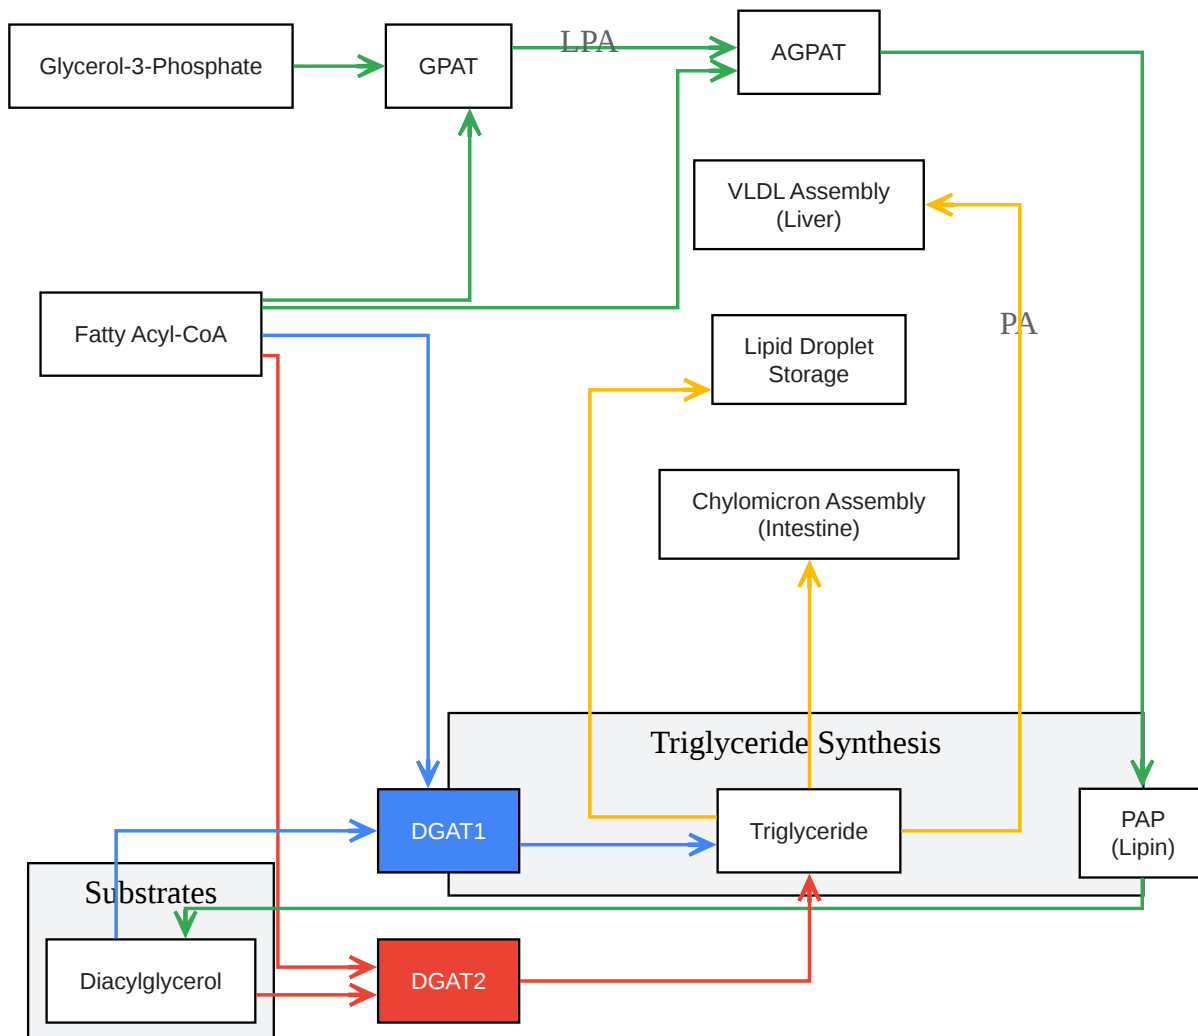 Glycerol-3-Phosphate
GPAT
LPA
AGPAT
VLDL Assembly
(Liver)
Fatty Acyl-CoA
PA
Lipid Droplet
Storage
Chylomicron Assembly
(Intestine)
Triglyceride Synthesis
DGAT1
Triglyceride
PAP
(Lipin)
Substrates
Diacylglycerol
DGAT2